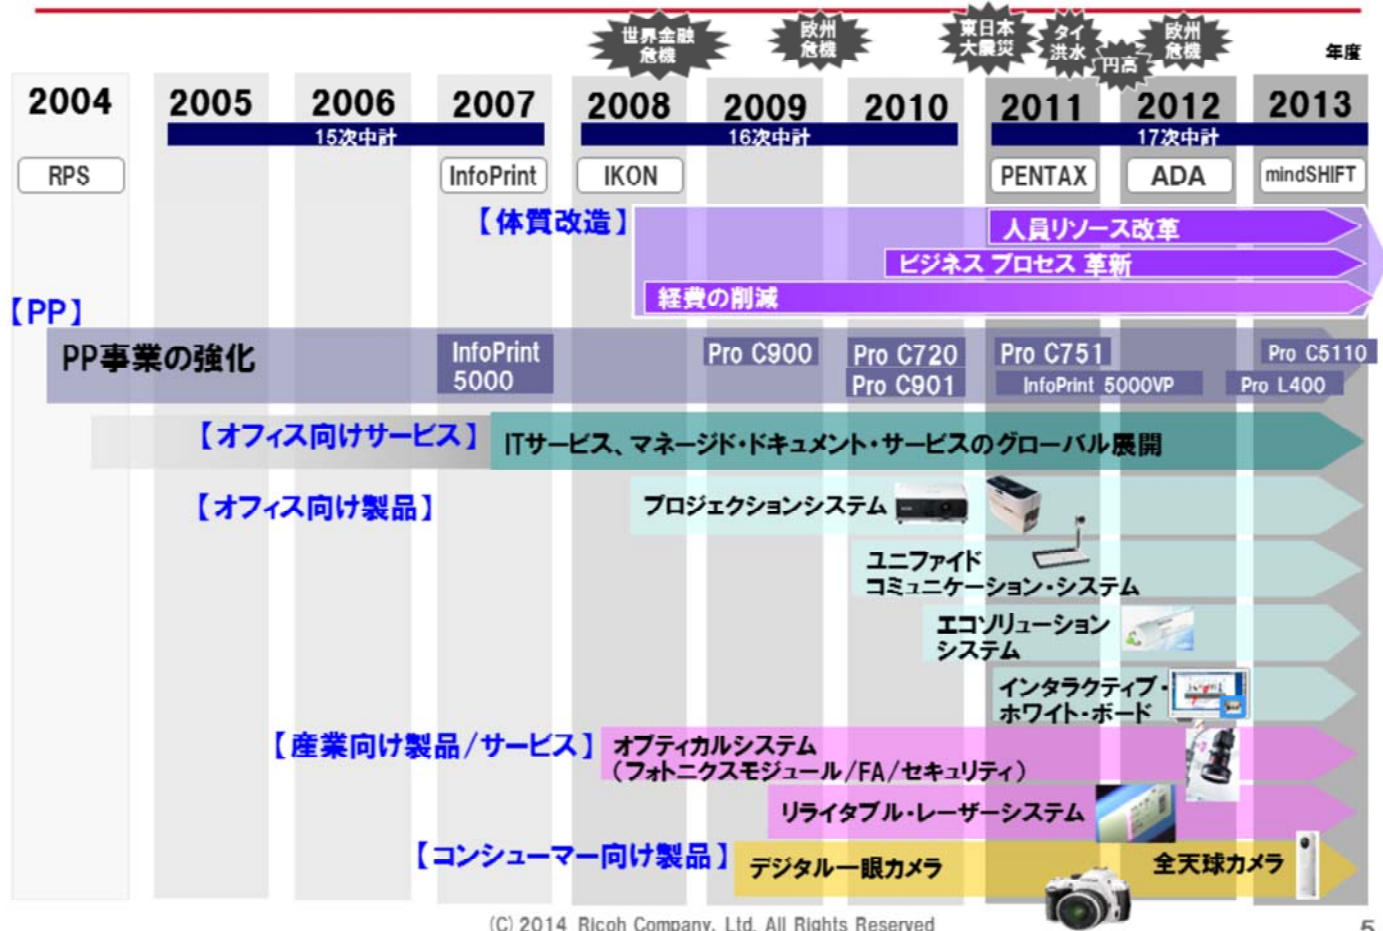 世界金融
危機
欧州
危機
東日本
大震災
タイ
洪水
円高
欧州
危機
年度
2004 2005 2006 2007 2008 2009 2010 2011 2012 2013
15次中計 16次中計 17次中計
RPS InfoPrint IKON PENTAX ADA mindSHIFT
【体質改造】
人員リソース改革
ビジネス プロセス 革新
経費の削減
【PP】
PP事業の強化
InfoPrint
5000
Pro C900
Pro C720
Pro C901
Pro C751
InfoPrint 5000VP
Pro C5110
Pro L400
【オフィス向けサービス】
ITサービス、マネージド・ドキュメント・サービスのグローバル展開
【オフィス向け製品】
プロジェクションシステム
ユニファイド
コミュニケーション・システム
エコソリューション
システム
インタラクティブ・
ホワイト・ボード
【産業向け製品/サービス】
オプティカルシステム
(フォトニクスモジュール/FA/セキュリティ)
リライタブル・レーザーシステム
【コンシューマー向け製品】
デジタル一眼カメラ
全天球カメラ
(C) 2014 Ricoh Company, Ltd. All Rights Reserved
5